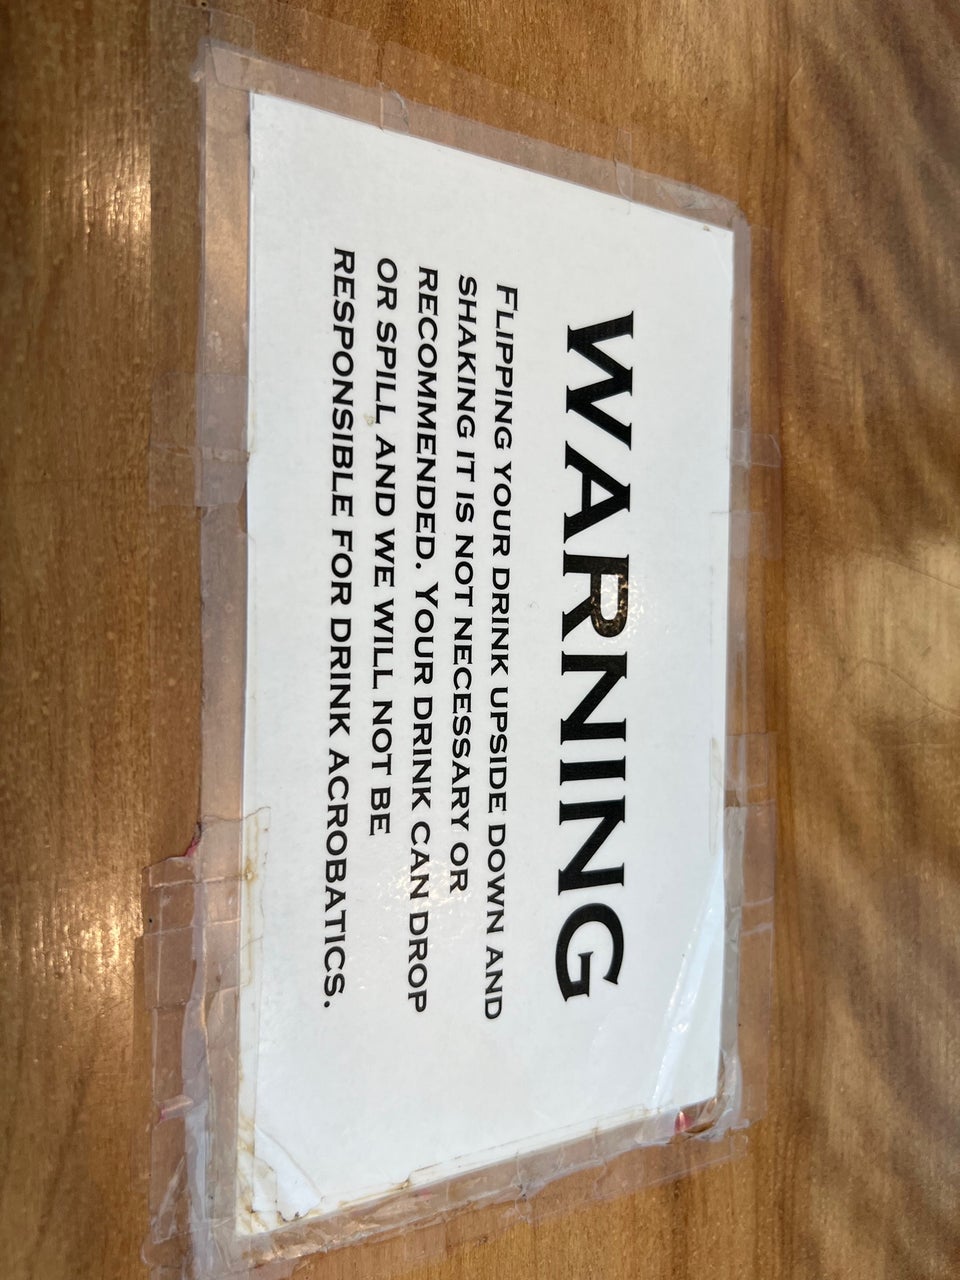 WARNING
FLIPPING YOUR DRINK UPSIDE DOWN AND
SHAKING IT IS NOT NECESSARY OR
RECOMMENDED. YOUR DRINK CAN DROP
OR SPILL AND WE WILL NOT BE
RESPONSIBLE FOR DRINK ACROBATICS.